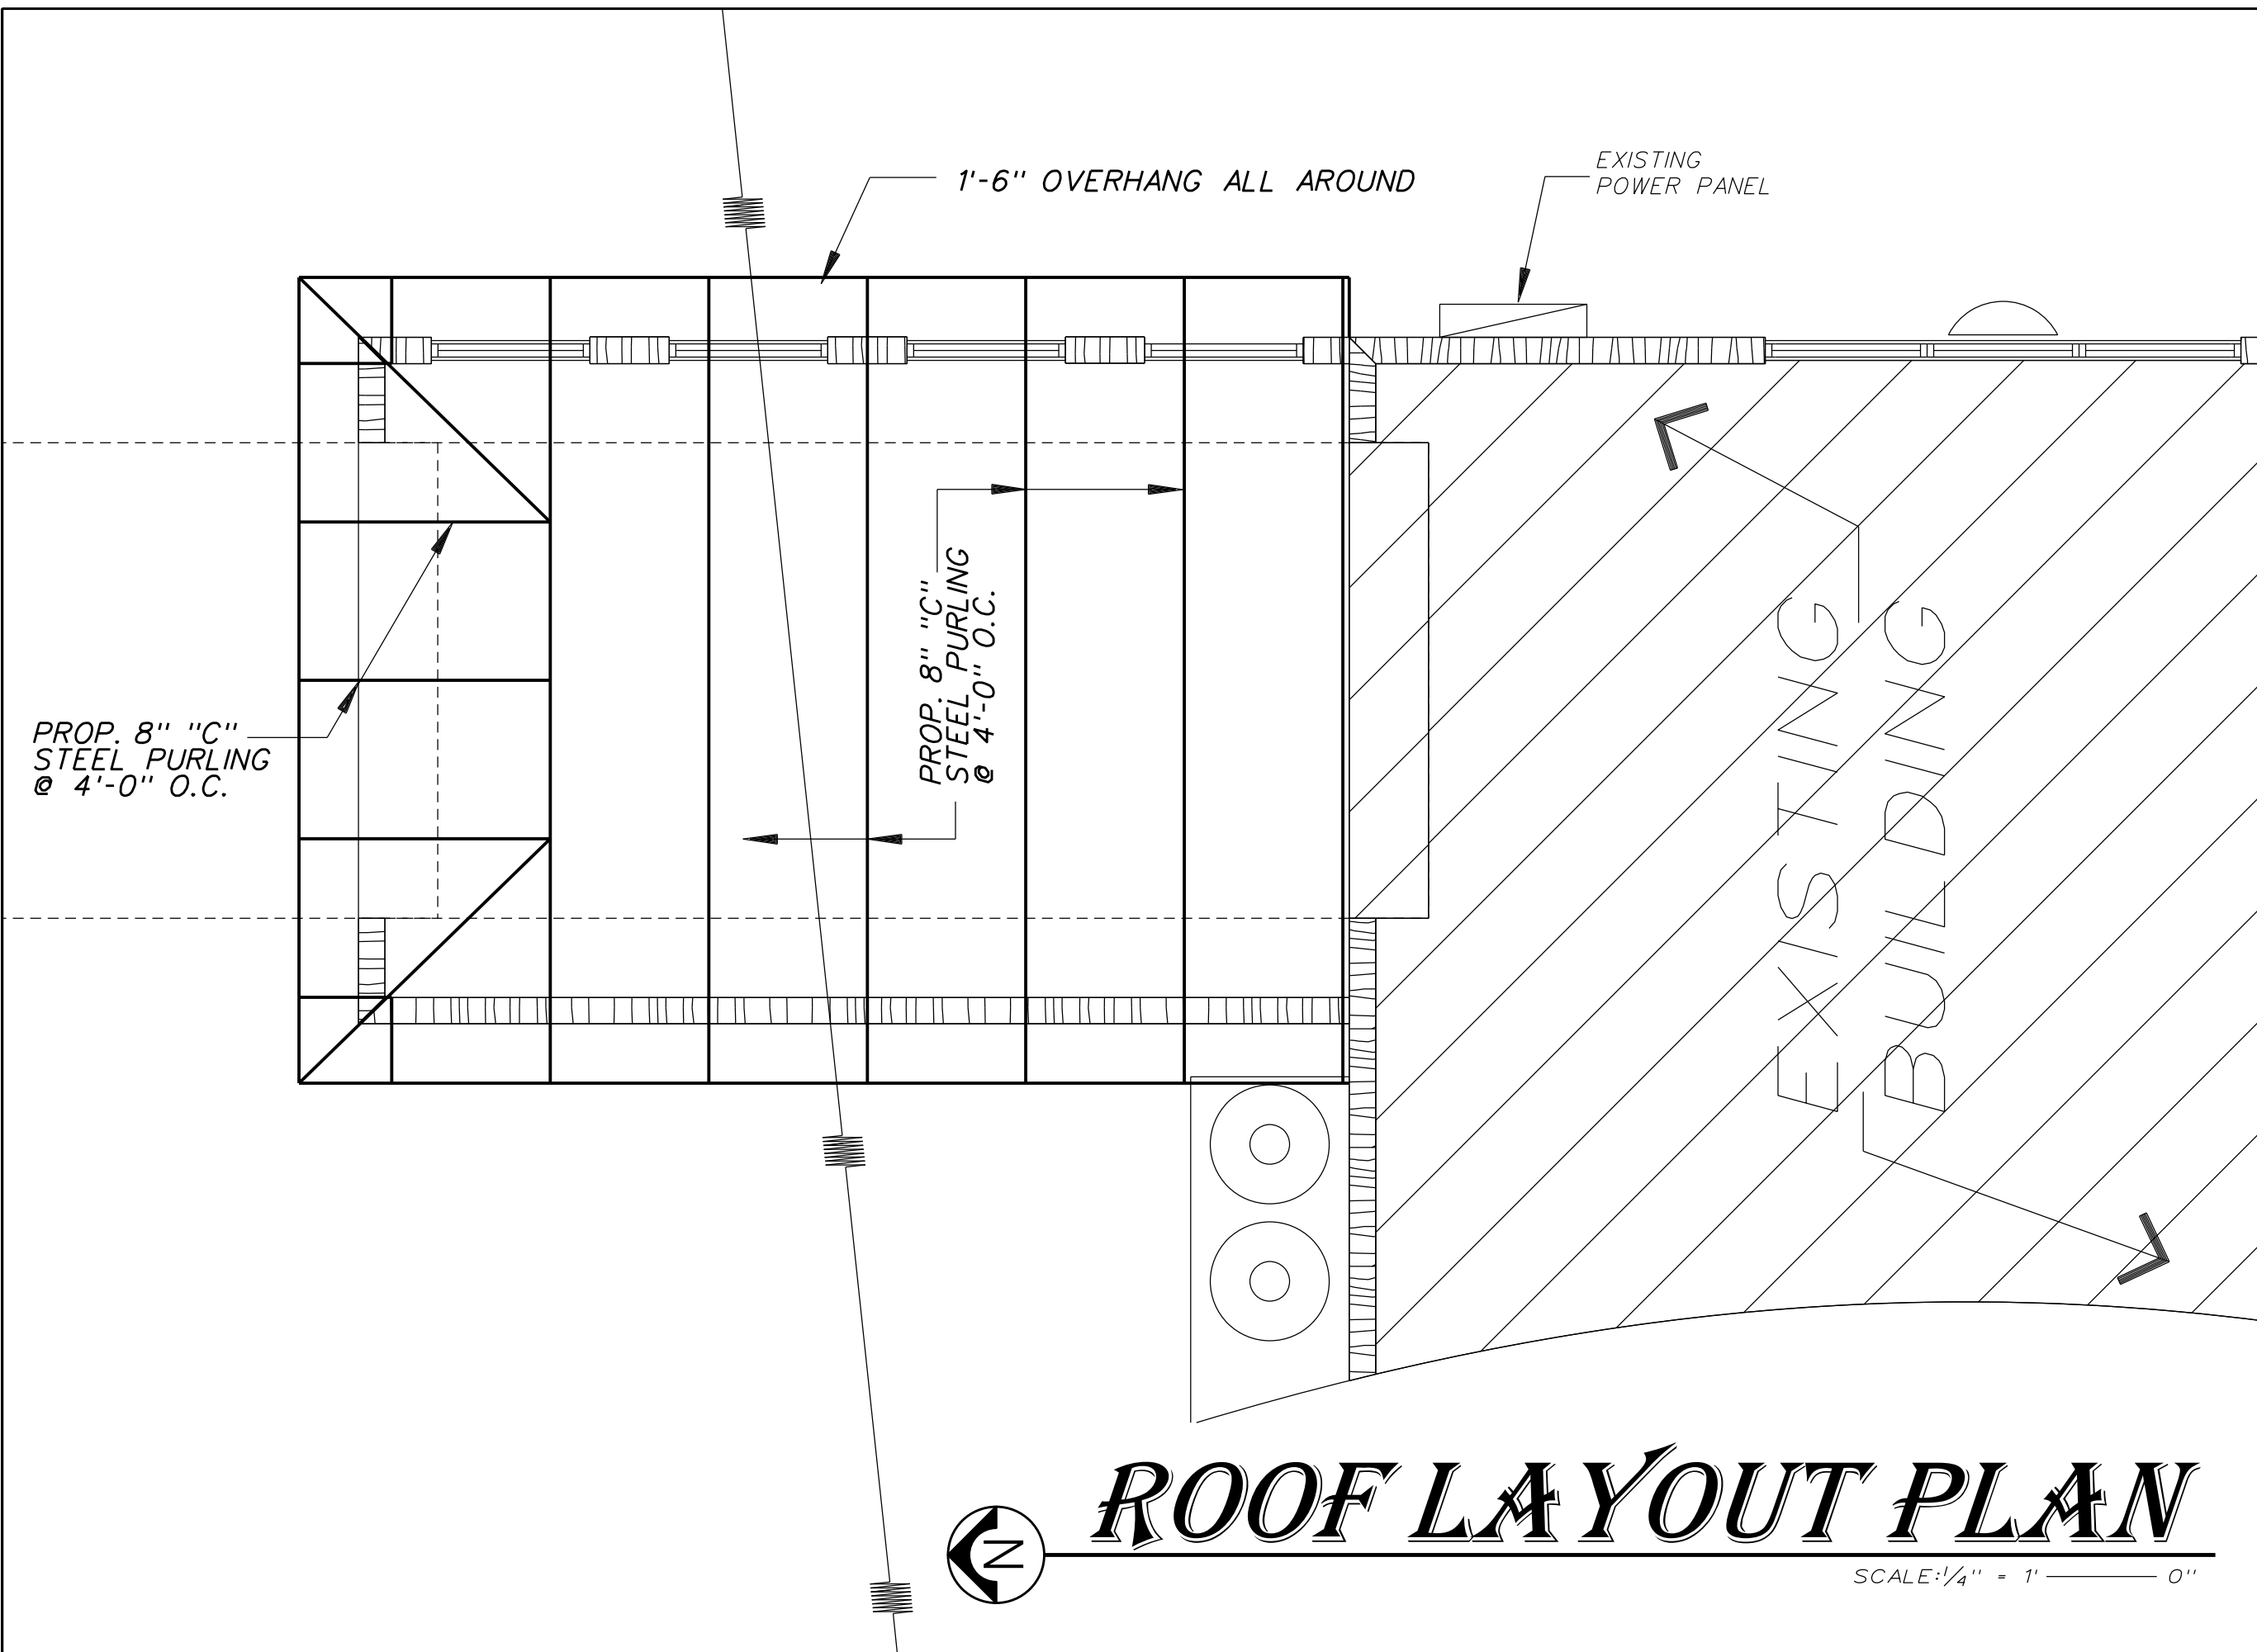 1'-6" OVERHANG ALL AROUND
EXISTING
POWER PANEL
PROP. 8" "C"
STEEL PURLING
@ 4'-0" O.C.
PROP. 8" "C"
STEEL PURLING
@ 4'-0" O.C.
EXISTING
BUILDING
N
ROOF LAYOUT PLAN
SCALE:1/4" = 1' ——— 0"